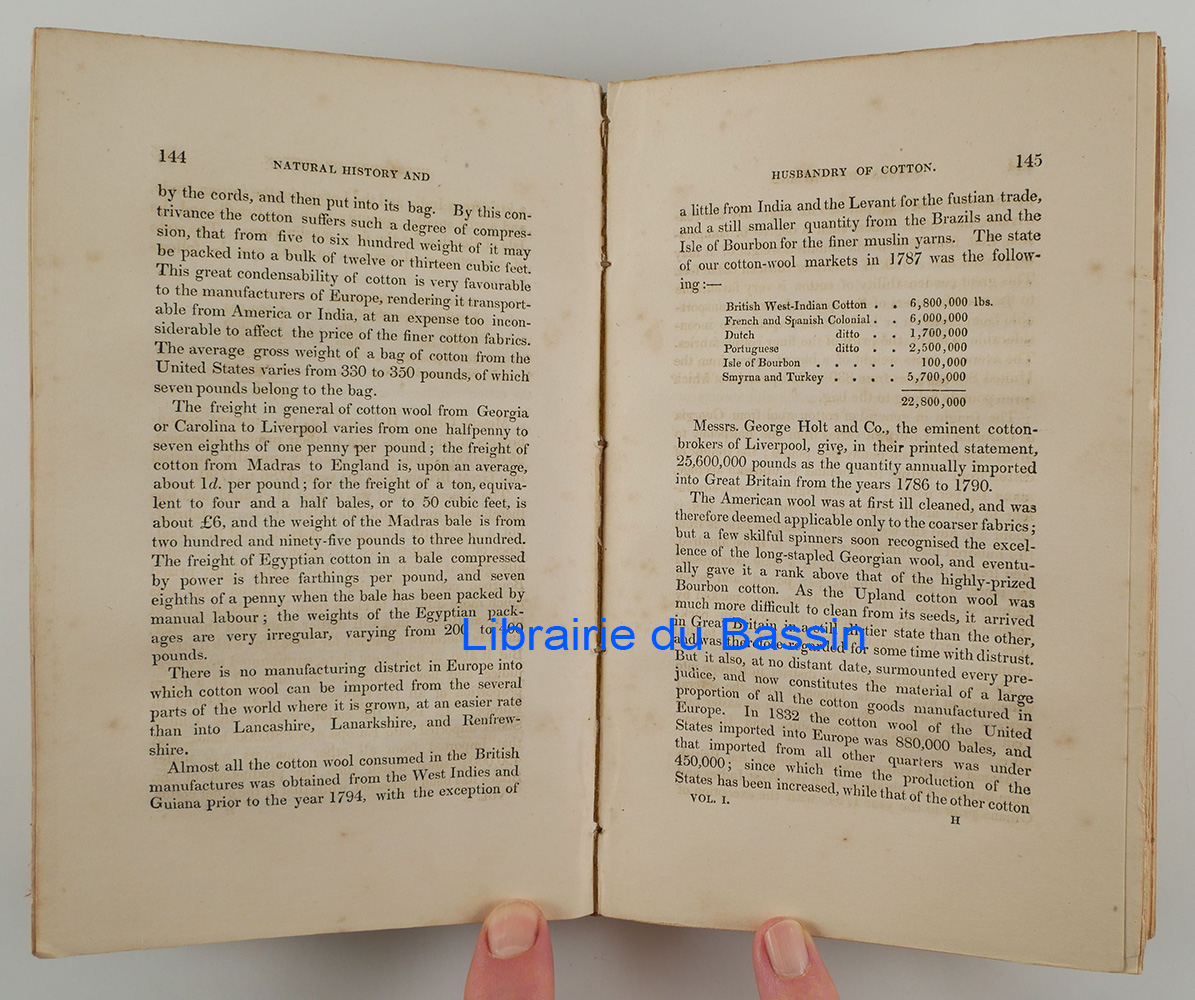 144
NATURAL HISTORY AND
by the cords, and then put into its bag. By this con-
trivance the cotton suffers such a degree of compres-
sion, that from five to six hundred weight of it may
be packed into a bulk of twelve or thirteen cubic feet.
This great condensability of cotton is very favourable
to the manufacturers of Europe, rendering it transport-
able from America or India, at an expense too incon-
siderable to affect the price of the finer cotton fabrics.
The average gross weight of a bag of cotton from the
United States varies from 330 to 350 pounds, of which
seven pounds belong to the bag.
The freight in general of cotton wool from Georgia
or Carolina to Liverpool varies from one halfpenny to
seven eighths of one penny per pound; the freight of
cotton from Madras to England is, upon an average,
about 1d. per pound; for the freight of a ton, equiva-
lent to four and a half bales, or to 50 cubic feet, is
about £6, and the weight of the Madras bale is from
two hundred and ninety-five pounds to three hundred.
The freight of Egyptian cotton in a bale compressed
by power is three farthings per pound, and seven
eighths of a penny when the bale has been packed by
manual labour; the weights of the Egyptian pack-
ages are very irregular, varying from 200 to 400
pounds.
There is no manufacturing district in Europe into
which cotton wool can be imported from the several
parts of the world where it is grown, at an easier rate
than into Lancashire, Lanarkshire, and Renfrew-
shire.
Almost all the cotton wool consumed in the British
manufactures was obtained from the West Indies and
Guiana prior to the year 1794, with the exception of
HUSBANDRY OF COTTON.
145
a little from India and the Levant for the fustian trade,
and a still smaller quantity from the Brazils and the
Isle of Bourbon for the finer muslin yarns. The state
of our cotton-wool markets in 1787 was the follow-
ing:—
British West-Indian Cotton . . 6,800,000 lbs.
French and Spanish Colonial . . 6,000,000
Dutch ditto . . 1,700,000
Portuguese ditto . . 2,500,000
Isle of Bourbon . . . . . 100,000
Smyrna and Turkey . . . . 5,700,000
22,800,000
Messrs. George Holt and Co., the eminent cotton-
brokers of Liverpool, give, in their printed statement,
25,600,000 pounds as the quantity annually imported
into Great Britain from the years 1786 to 1790.
The American wool was at first ill cleaned, and was
therefore deemed applicable only to the coarser fabrics;
but a few skilful spinners soon recognised the excel-
lence of the long-stapled Georgian wool, and eventu-
ally gave it a rank above that of the highly-prized
Bourbon cotton. As the Upland cotton wool was
much more difficult to clean from its seeds, it arrived
in Great Britain in a still dirtier state than the other,
and was therefore regarded for some time with distrust.
But it also, at no distant date, surmounted every pre-
judice, and now constitutes the material of a large
proportion of all the cotton goods manufactured in
Europe. In 1832 the cotton wool of the United
States imported into Europe was 880,000 bales, and
that imported from all other quarters was under
450,000; since which time the production of the
States has been increased, while that of the other cotton
VOL. I.
H
Librairie du Bassin